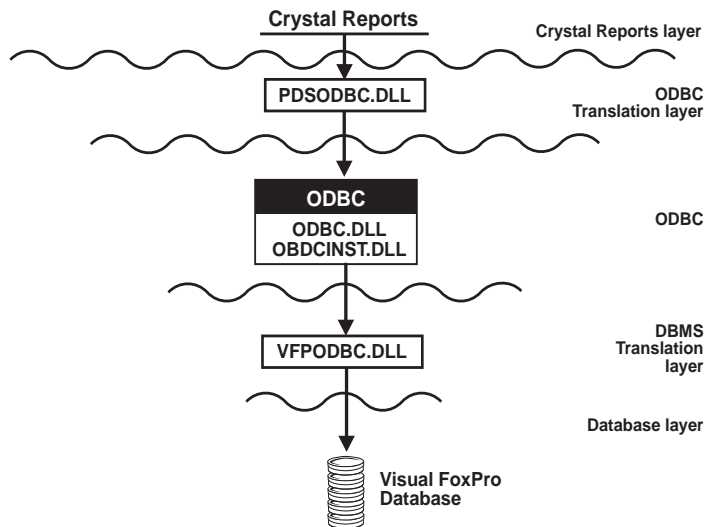 Crystal Reports
Crystal Reports layer
PDSODBC.DLL
ODBC
Translation layer
ODBC
ODBC.DLL
OBDCINST.DLL
ODBC
VFPODBC.DLL
DBMS
Translation
layer
Database layer
Visual FoxPro
Database